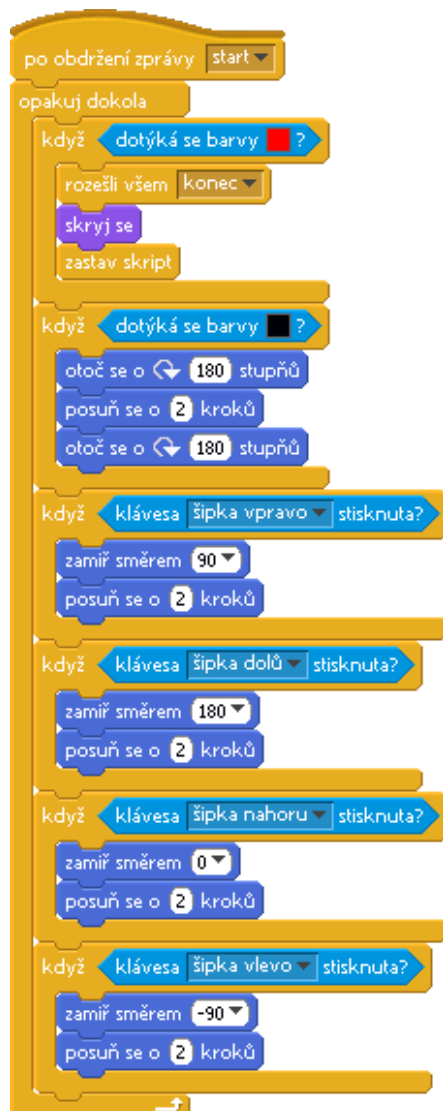 po obdržení zprávy start
opakuj dokola
když dotýká se barvy ?
rozešli všem konec
skryj se
zastav skript
když dotýká se barvy ?
otoč se o 180 stupňů
posuň se o 2 kroků
otoč se o 180 stupňů
když klávesa šipka vpravo stisknuta?
zamiř směrem 90
posuň se o 2 kroků
když klávesa šipka dolů stisknuta?
zamiř směrem 180
posuň se o 2 kroků
když klávesa šipka nahoru stisknuta?
zamiř směrem 0
posuň se o 2 kroků
když klávesa šipka vlevo stisknuta?
zamiř směrem -90
posuň se o 2 kroků